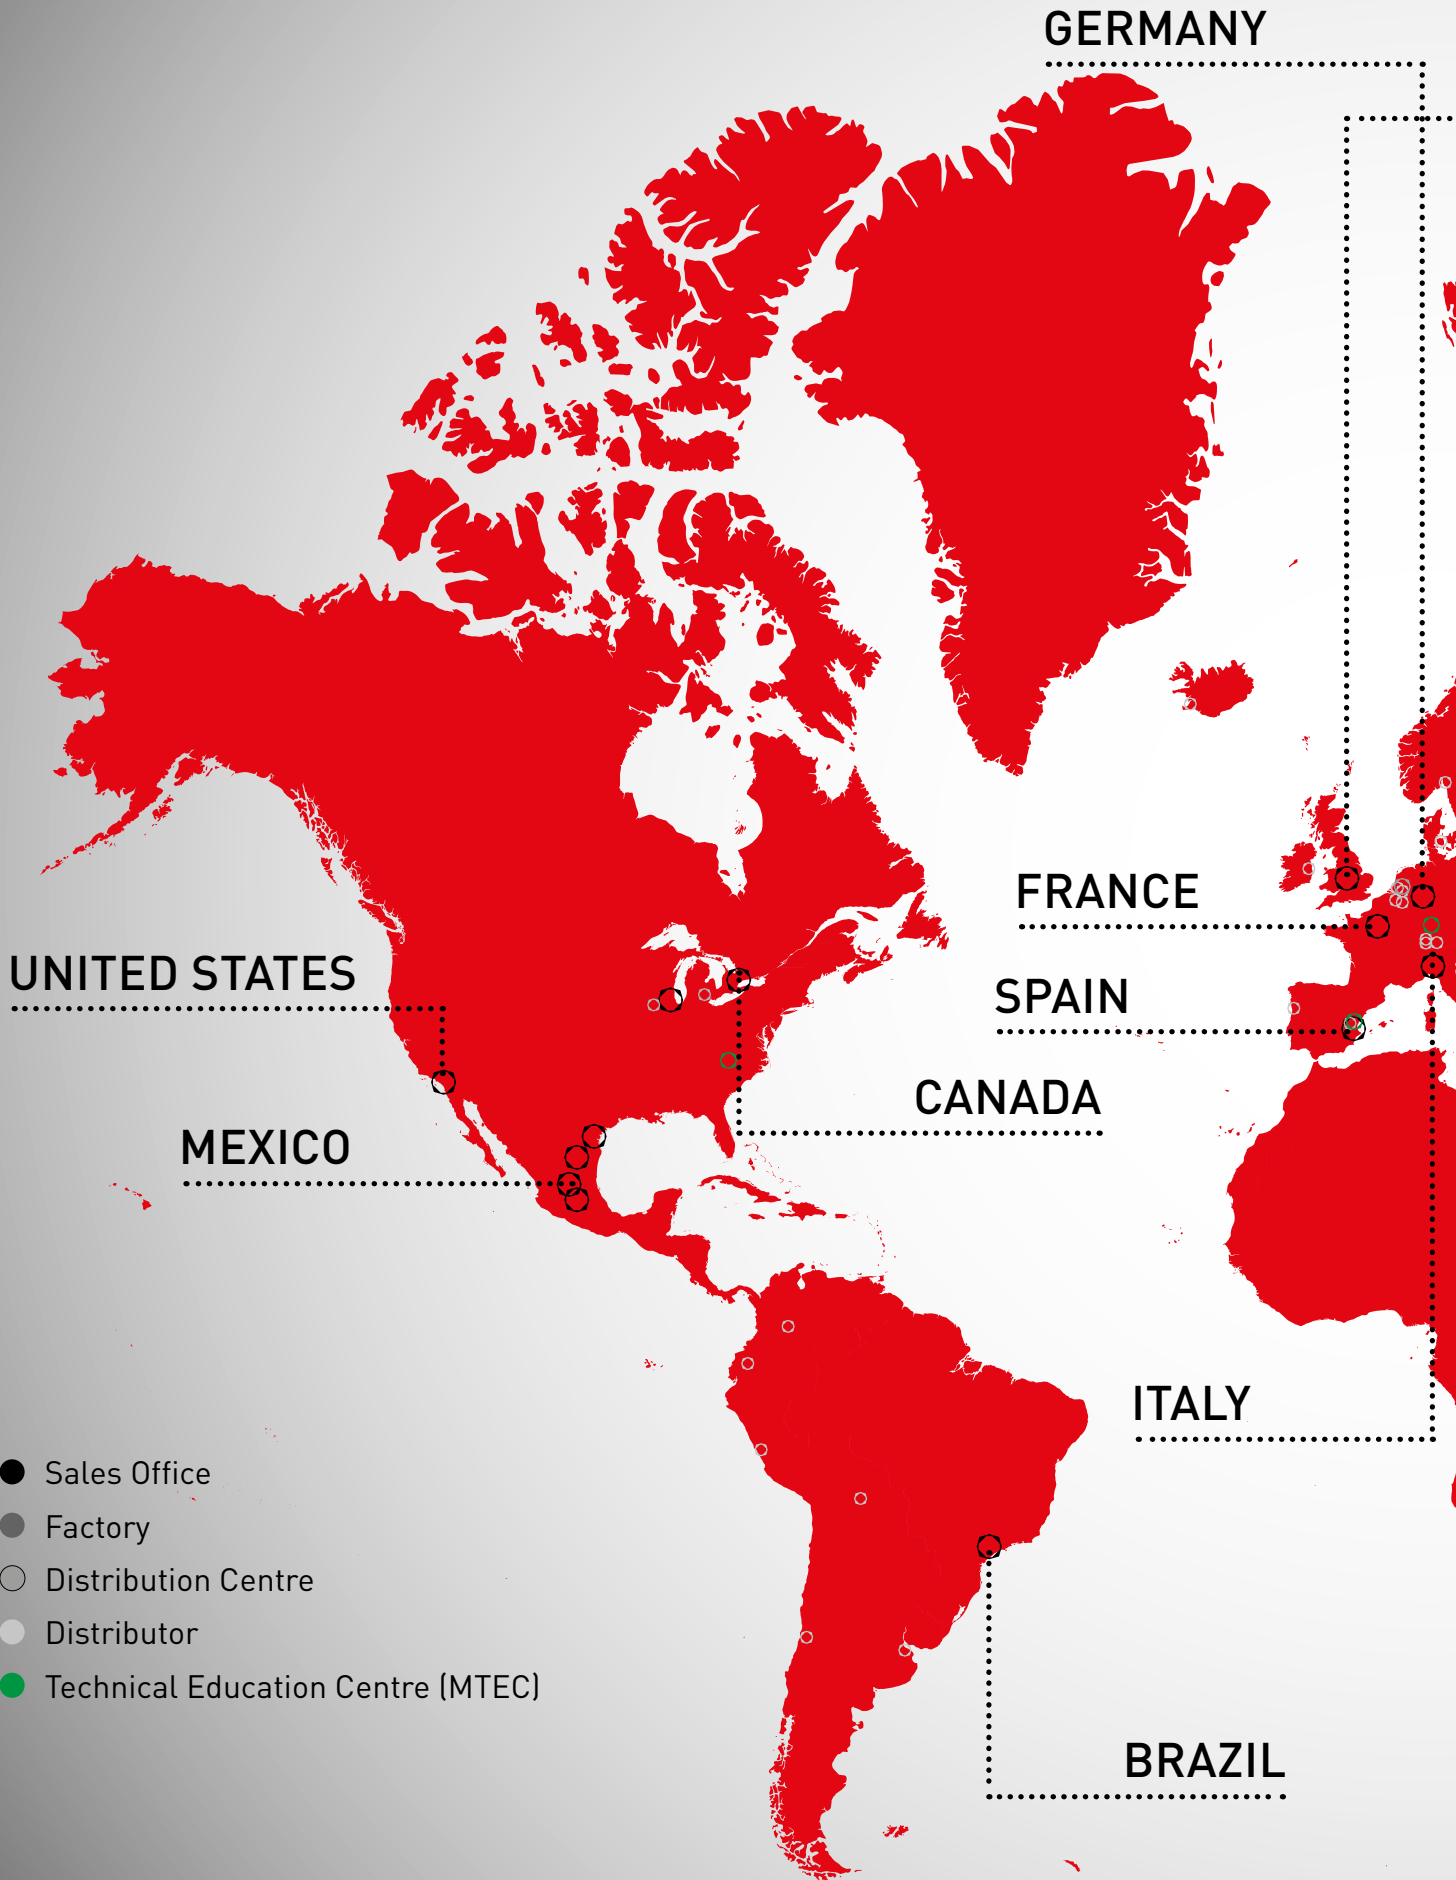 GERMANY
FRANCE
UNITED STATES
SPAIN
CANADA
MEXICO
ITALY
Sales Office
Factory
Distribution Centre
Distributor
Technical Education Centre (MTEC)
BRAZIL